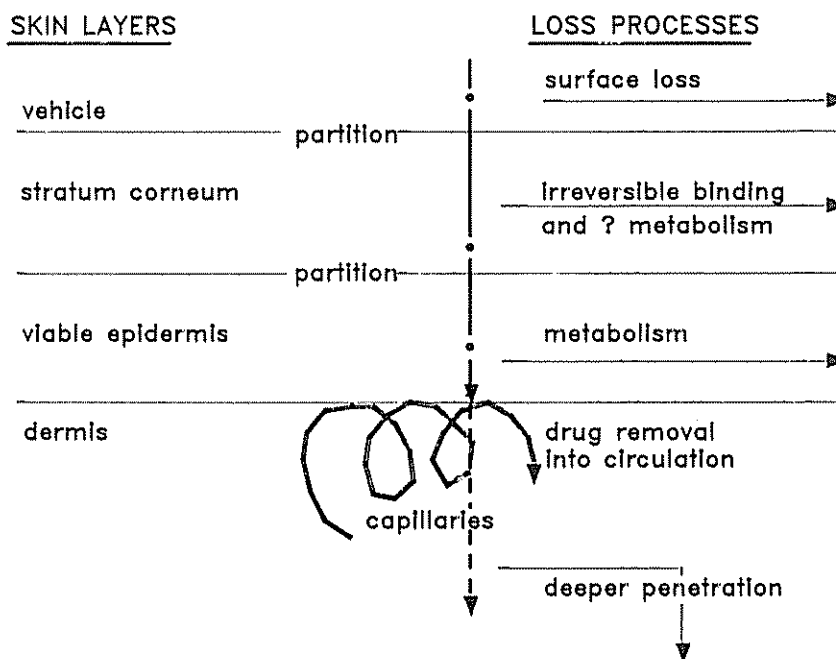 SKIN LAYERS
LOSS PROCESSES
surface loss
vehicle
partition
stratum corneum
irreversible binding
and ? metabolism
partition
viable epidermis
metabolism
dermis
drug removal
into circulation
capillaries
deeper penetration